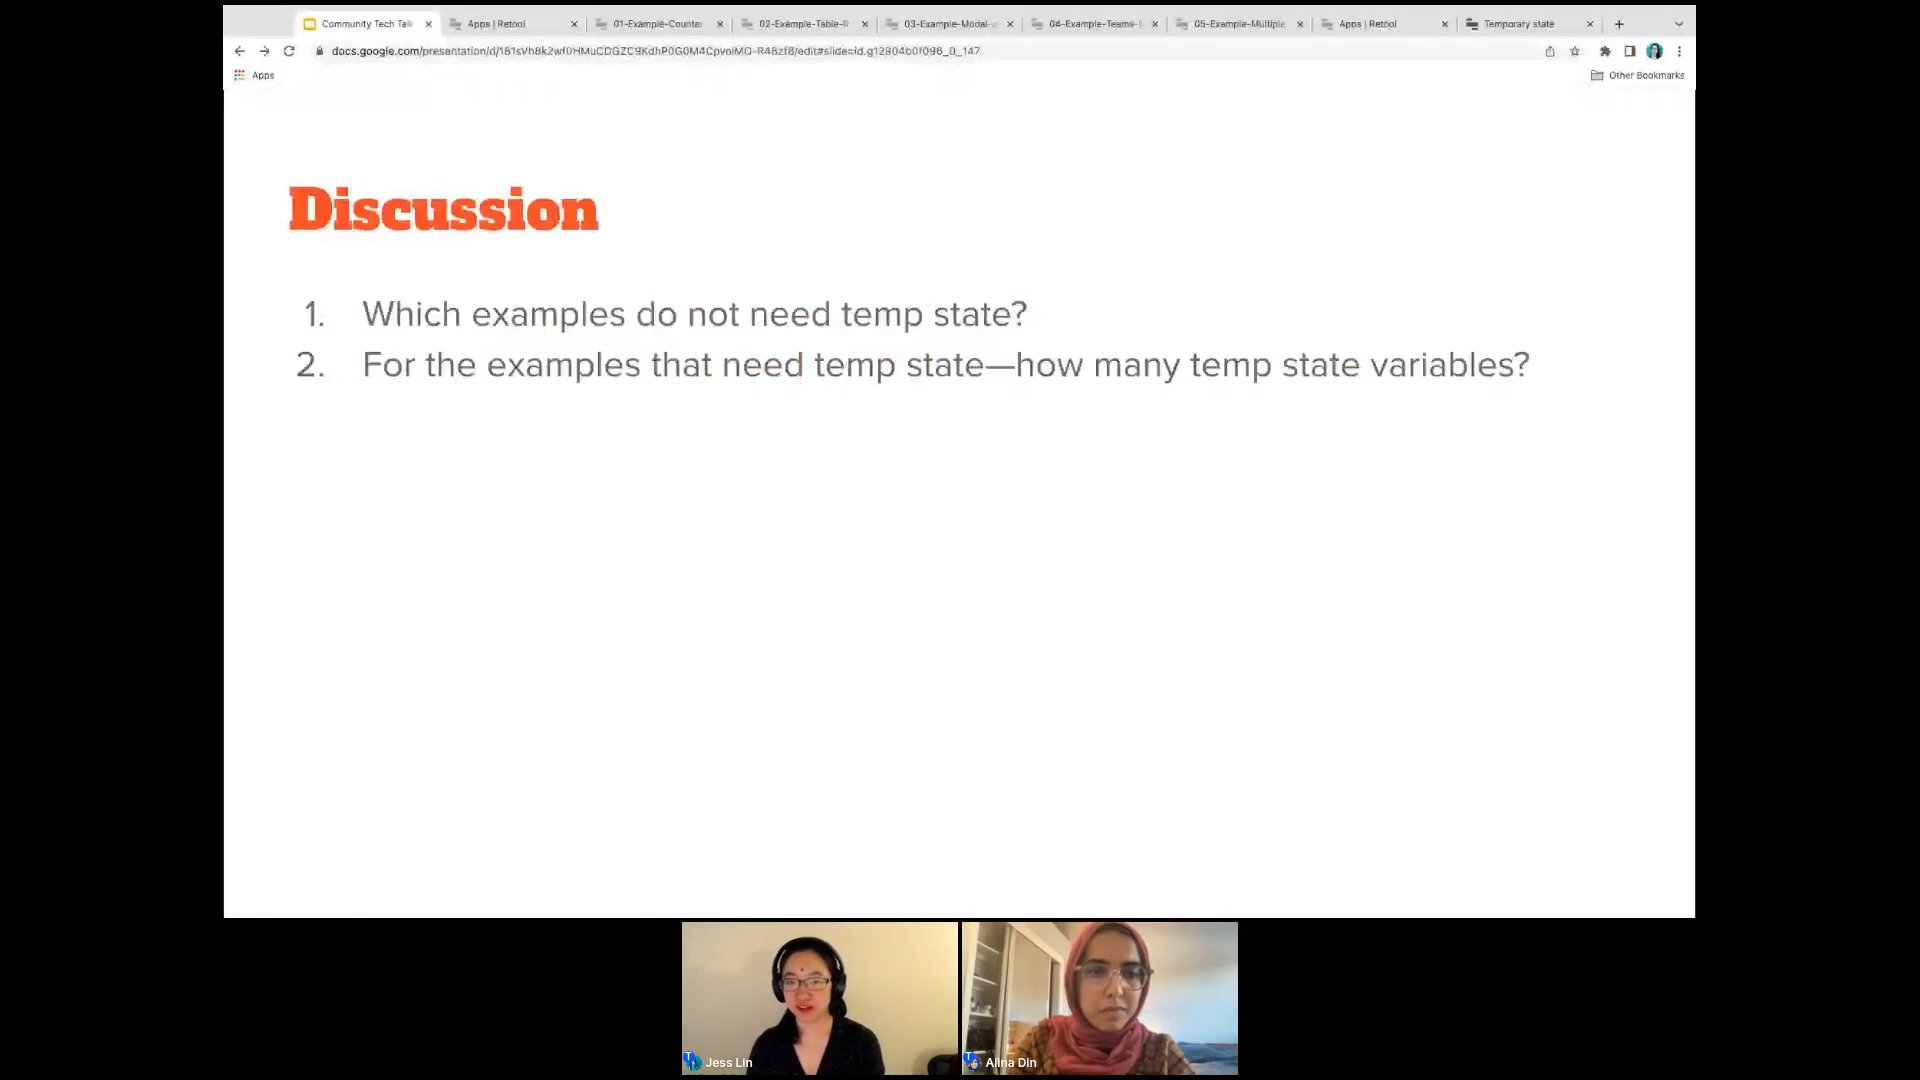 Community Tech Talk
Apps | Retool
01-Example-Counter
02-Example-Table-R
03-Example-Modal-
04-Example-Teams-
05-Example-Multiple
Apps | Retool
Temporary state
Apps
Other Bookmarks
Discussion
1. Which examples do not need temp state?
2. For the examples that need temp state—how many temp state variables?
Jess Lin
Alina Din